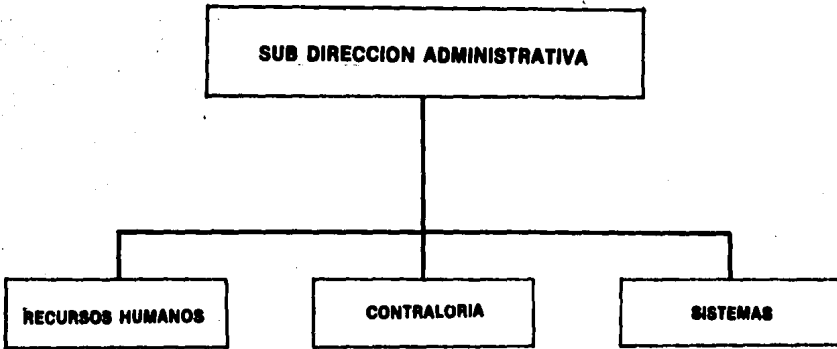 SUB DIRECCION ADMINISTRATIVA
RECURSOS HUMANOS
CONTRALORIA
SISTEMAS